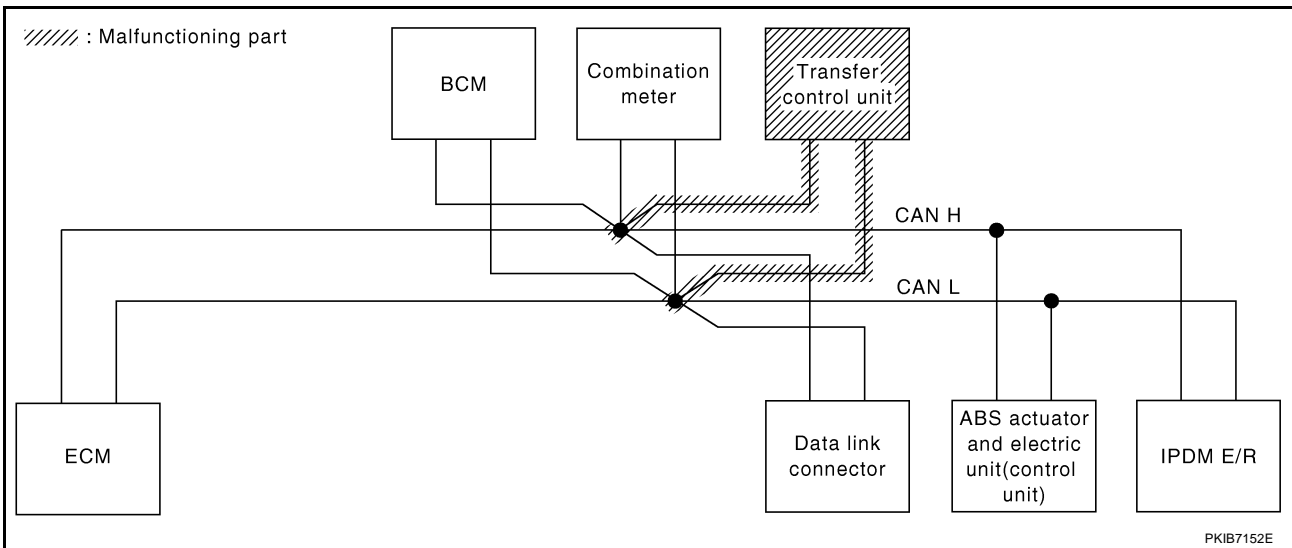 : Malfunctioning part
BCM
Combination
meter
Transfer
control unit
CAN H
CAN L
ECM
Data link
connector
ABS actuator
and electric
unit(control
unit)
IPDM E/R
PKIB7152E